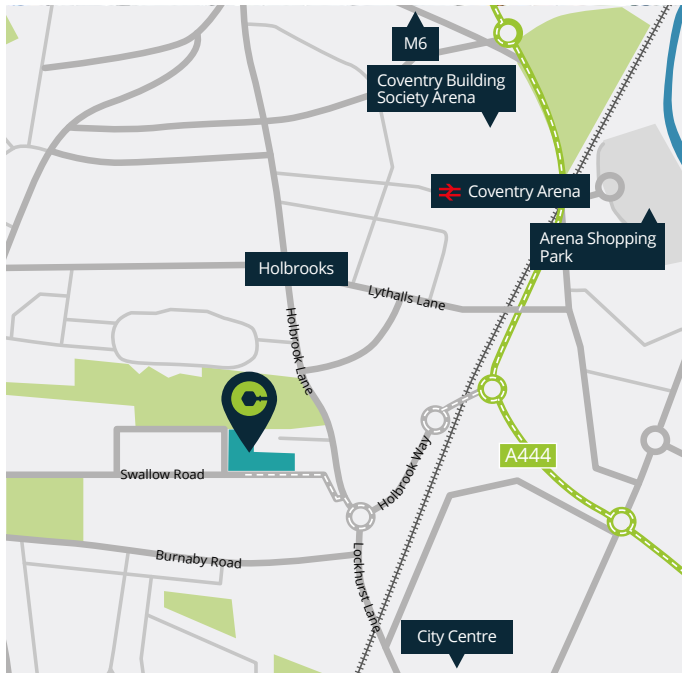 M6
Coventry Building
Society Arena
Coventry Arena
Arena Shopping
Park
Holbrooks
Lythalls Lane
Holbrook Lane
A444
Swallow Road
Holbrook Way
Burnaby Road
Lockhurst Lane
City Centre